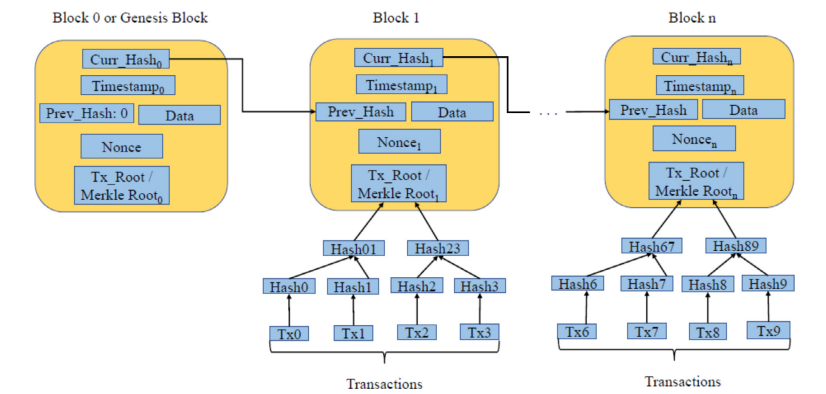 Block 0 or Genesis Block
Curr_Hash0
Timestamp0
Prev_Hash: 0
Data
Nonce
Tx_Root /
Merkle Root0
Block 1
Curr_Hash1
Timestamp1
Prev_Hash
Data
Nonce1
Tx_Root /
Merkle Root1
Hash01
Hash23
Hash0
Hash1
Hash2
Hash3
Tx0
Tx1
Tx2
Tx3
Transactions
. . .
Block n
Curr_Hashn
Timestampn
Prev_Hash
Data
Noncen
Tx_Root /
Merkle Rootn
Hash67
Hash89
Hash6
Hash7
Hash8
Hash9
Tx6
Tx7
Tx8
Tx9
Transactions